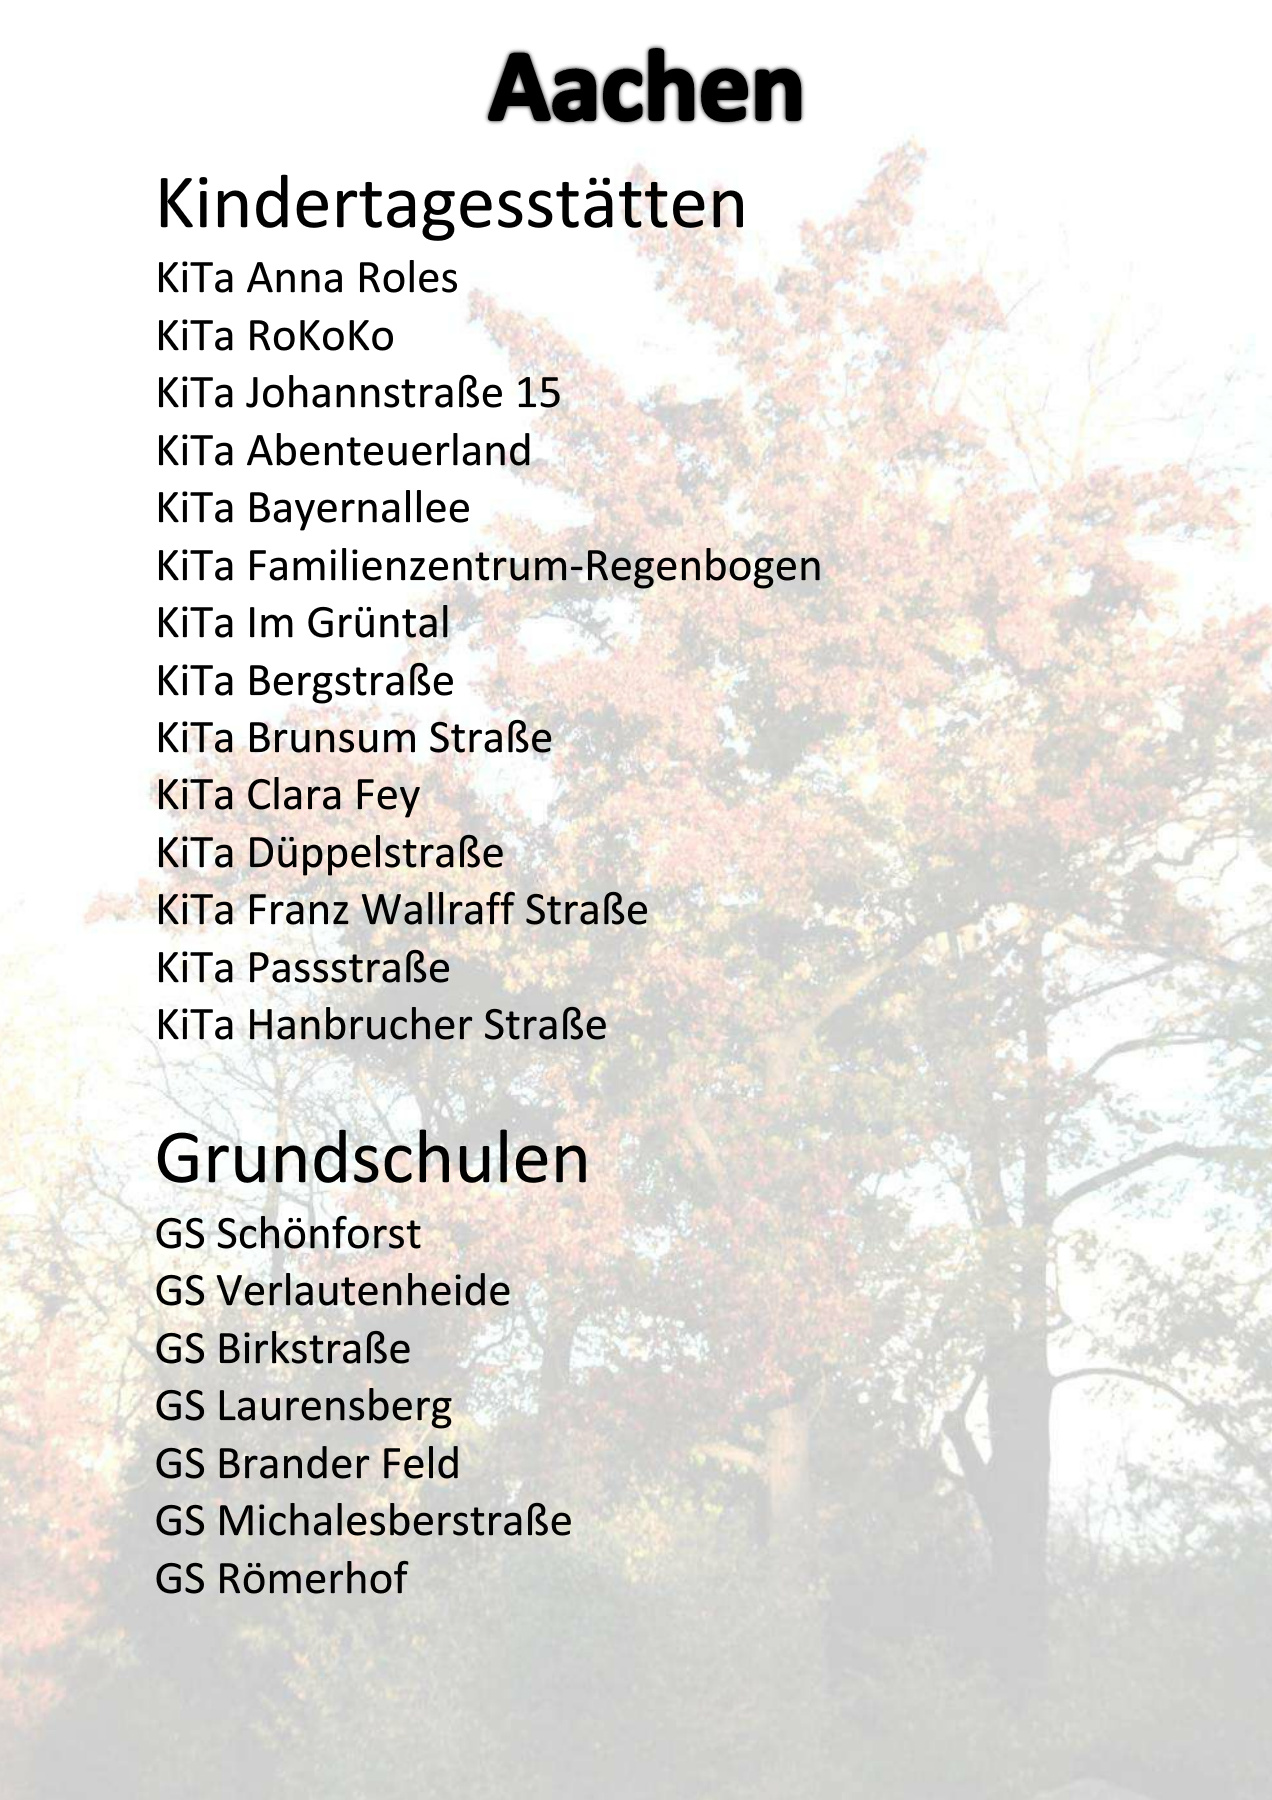 Aachen
Kindertagesstätten
KiTa Anna Roles
KiTa RoKoKo
KiTa Johannstraße 15
KiTa Abenteuerland
KiTa Bayernallee
KiTa Familienzentrum-Regenbogen
KiTa Im Grüntal
KiTa Bergstraße
KiTa Brunsum Straße
KiTa Clara Fey
KiTa Düppelstraße
KiTa Franz Wallraff Straße
KiTa Passstraße
KiTa Hanbrucher Straße
Grundschulen
GS Schönforst
GS Verlautenheide
GS Birkstraße
GS Laurensberg
GS Brander Feld
GS Michalesberstraße
GS Römerhof